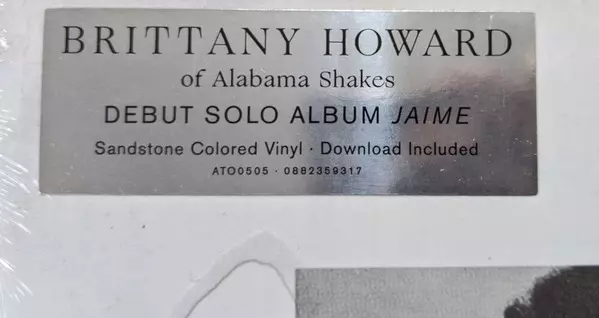 BRITTANY HOWARD
of Alabama Shakes
DEBUT SOLO ALBUM JAIME
Sandstone Colored Vinyl · Download Included
ATO0505 · 0882359317